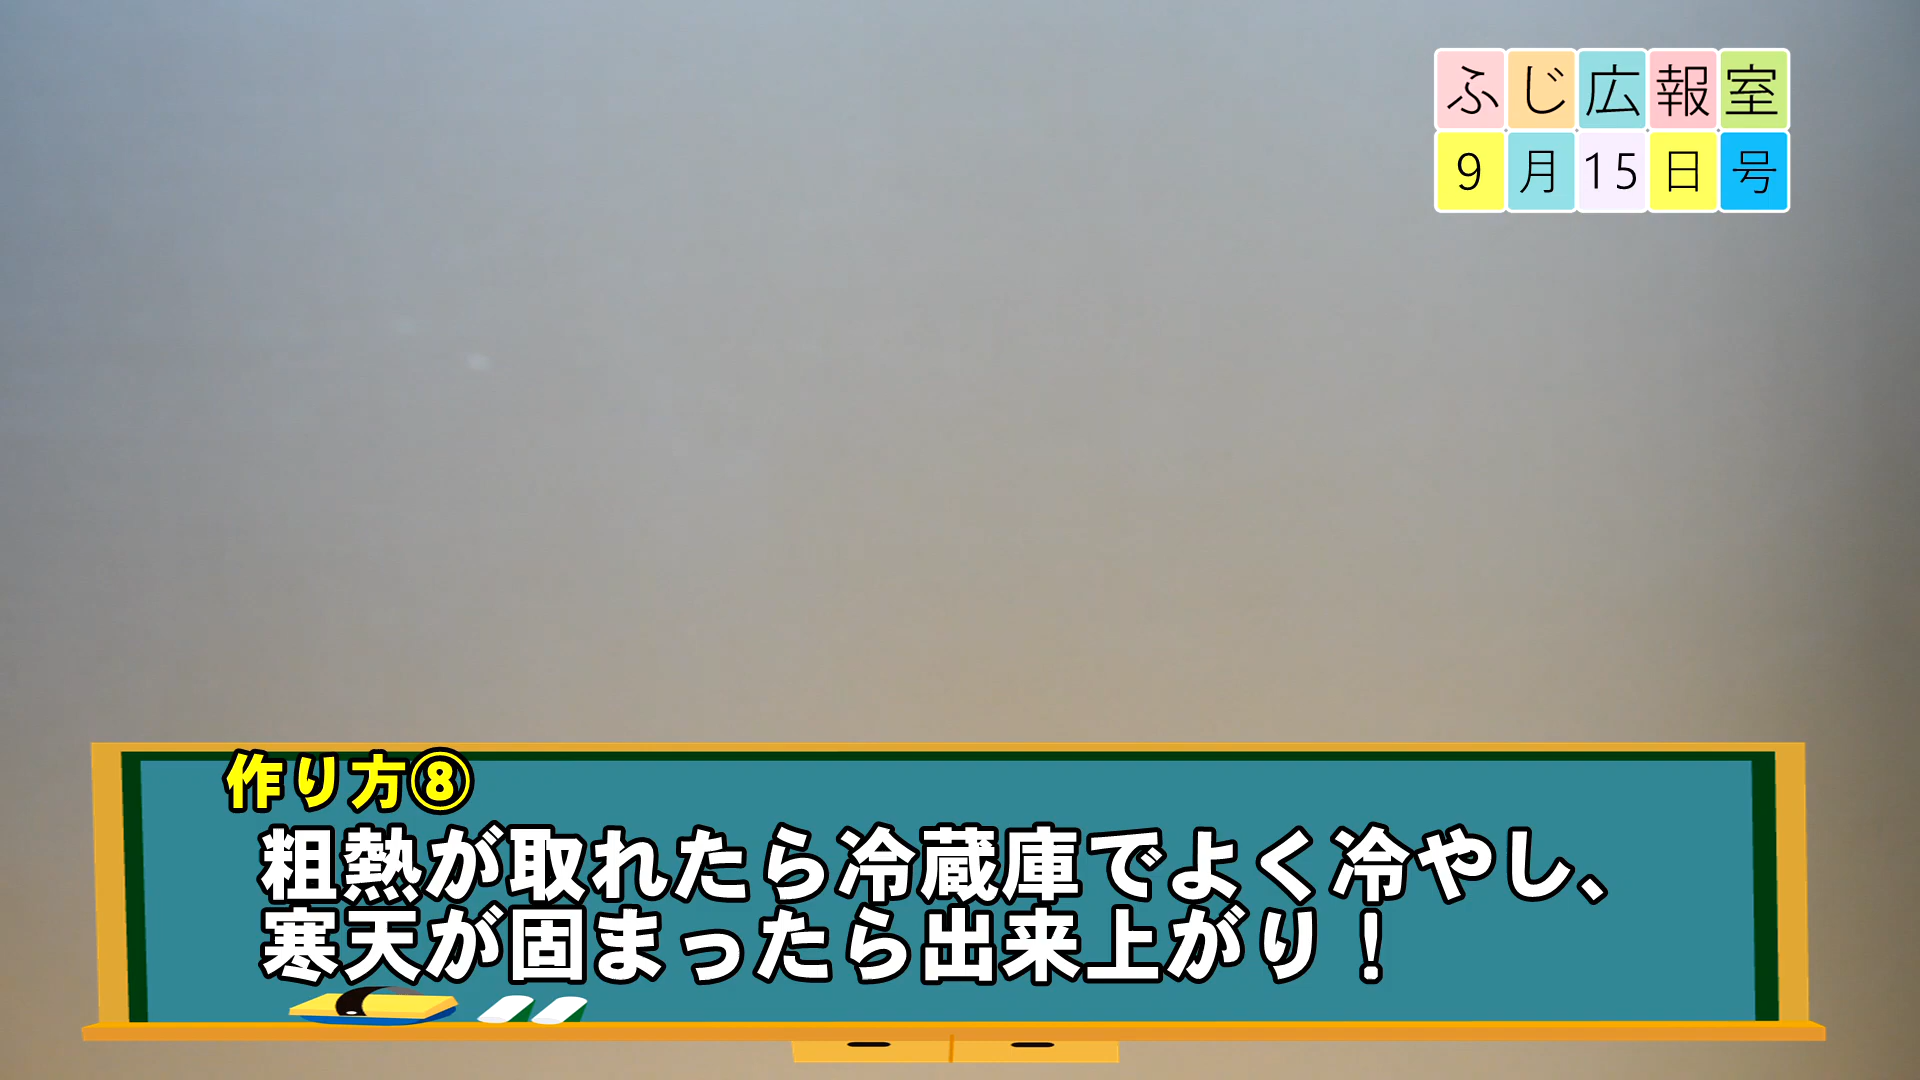 ふじ広報室
9月15日号
作り方⑧
粗熱が取れたら冷蔵庫でよく冷やし、
寒天が固まったら出来上がり！